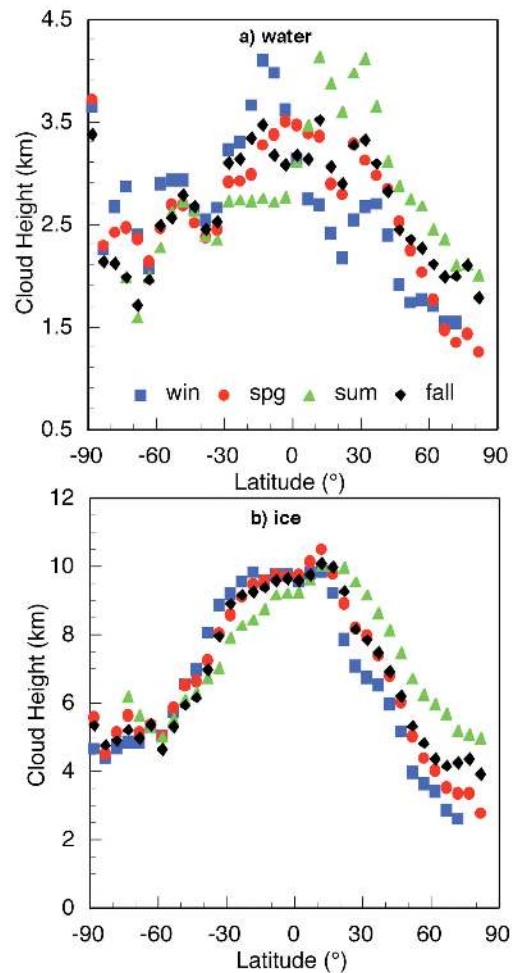 4.5
a) water
3.5
2.5
1.5
0.5
Cloud Height (km)
win spg sum fall
-90 -60 -30 0 30 60 90
Latitude (°)
12
b) ice
10
8
6
4
2
0
Cloud Height (km)
-90 -60 -30 0 30 60 90
Latitude (°)